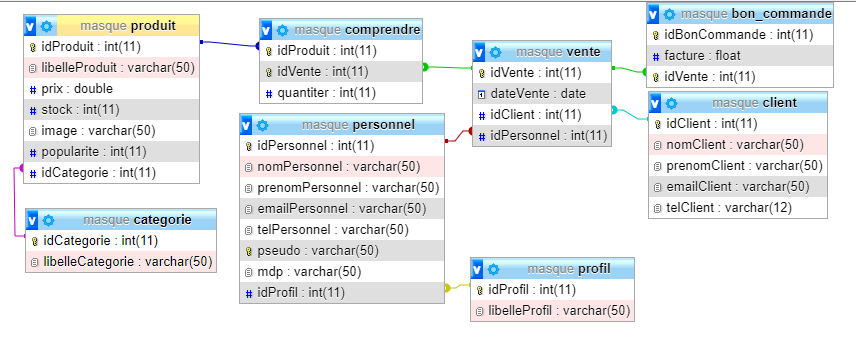 masque produit
idProduit : int(11)
libelleProduit : varchar(50)
prix : double
stock : int(11)
image : varchar(50)
popularite : int(11)
idCategorie : int(11)
masque categorie
idCategorie : int(11)
libelleCategorie : varchar(50)
masque comprendre
idProduit : int(11)
idVente : int(11)
quantiter : int(11)
masque personnel
idPersonnel : int(11)
nomPersonnel : varchar(50)
prenomPersonnel : varchar(50)
emailPersonnel : varchar(50)
telPersonnel : varchar(50)
pseudo : varchar(50)
mdp : varchar(50)
idProfil : int(11)
masque vente
idVente : int(11)
dateVente : date
idClient : int(11)
idPersonnel : int(11)
masque profil
idProfil : int(11)
libelleProfil : varchar(50)
masque bon_commande
idBonCommande : int(11)
facture : float
idVente : int(11)
masque client
idClient : int(11)
nomClient : varchar(50)
prenomClient : varchar(50)
emailClient : varchar(50)
telClient : varchar(12)